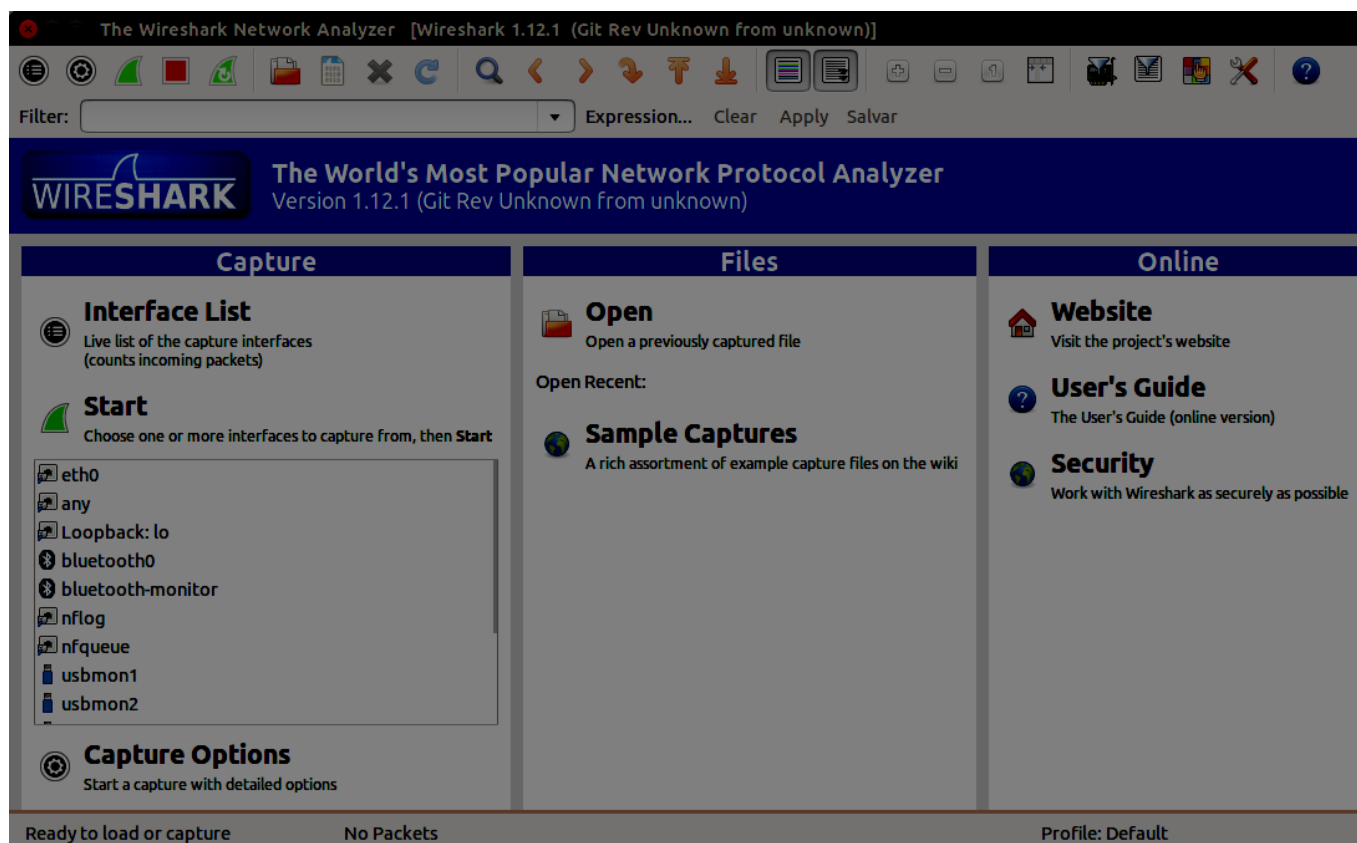 The Wireshark Network Analyzer [Wireshark 1.12.1 (Git Rev Unknown from unknown)]
Filter:
Expression... Clear Apply Salvar
WIRESHARK
The World's Most Popular Network Protocol Analyzer
Version 1.12.1 (Git Rev Unknown from unknown)
Capture
Interface List
Live list of the capture interfaces
(counts incoming packets)
Start
Choose one or more interfaces to capture from, then Start
eth0
any
Loopback: lo
bluetooth0
bluetooth-monitor
nflog
nfqueue
usbmon1
usbmon2
Capture Options
Start a capture with detailed options
Files
Open
Open a previously captured file
Open Recent:
Sample Captures
A rich assortment of example capture files on the wiki
Online
Website
Visit the project's website
User's Guide
The User's Guide (online version)
Security
Work with Wireshark as securely as possible
Ready to load or capture
No Packets
Profile: Default